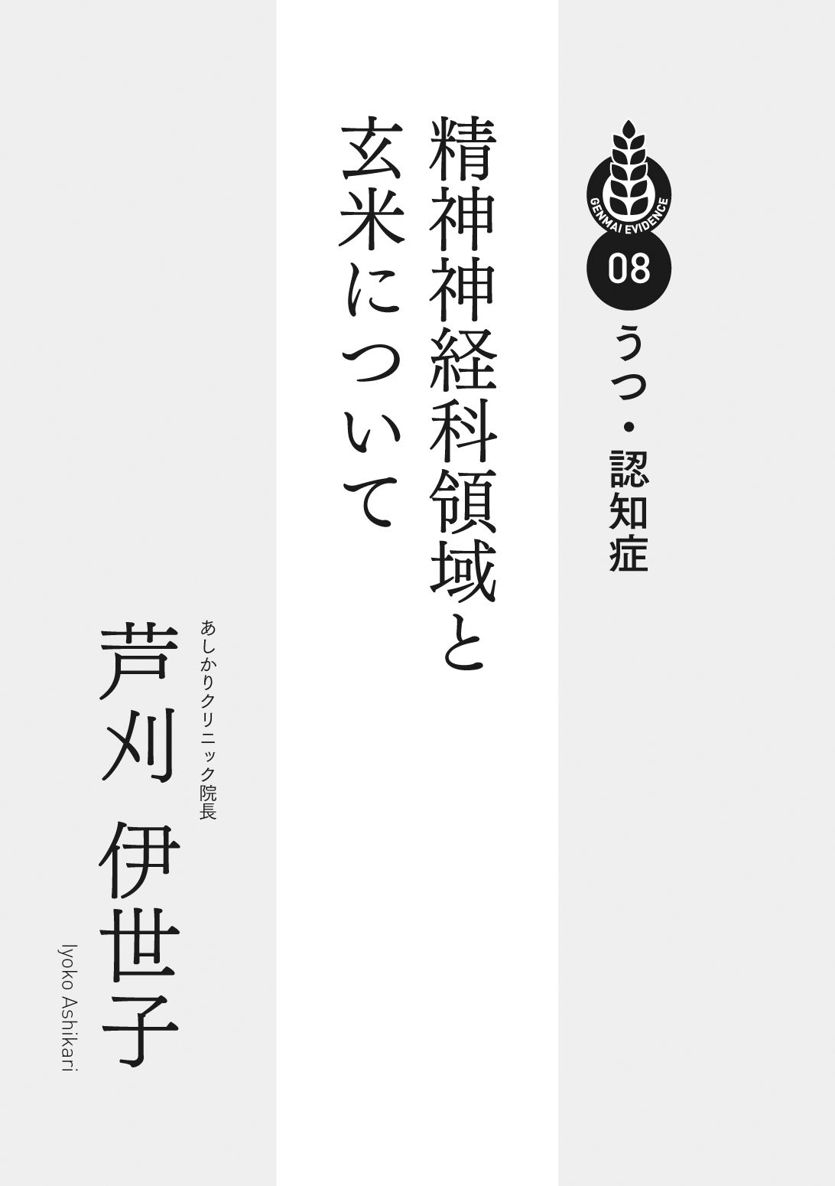 GENMAI EVIDENCE
08
うつ・認知症
精神神経科領域と
玄米について
あしかりクリニック院長
芦刈 伊世子
Iyoko Ashikari